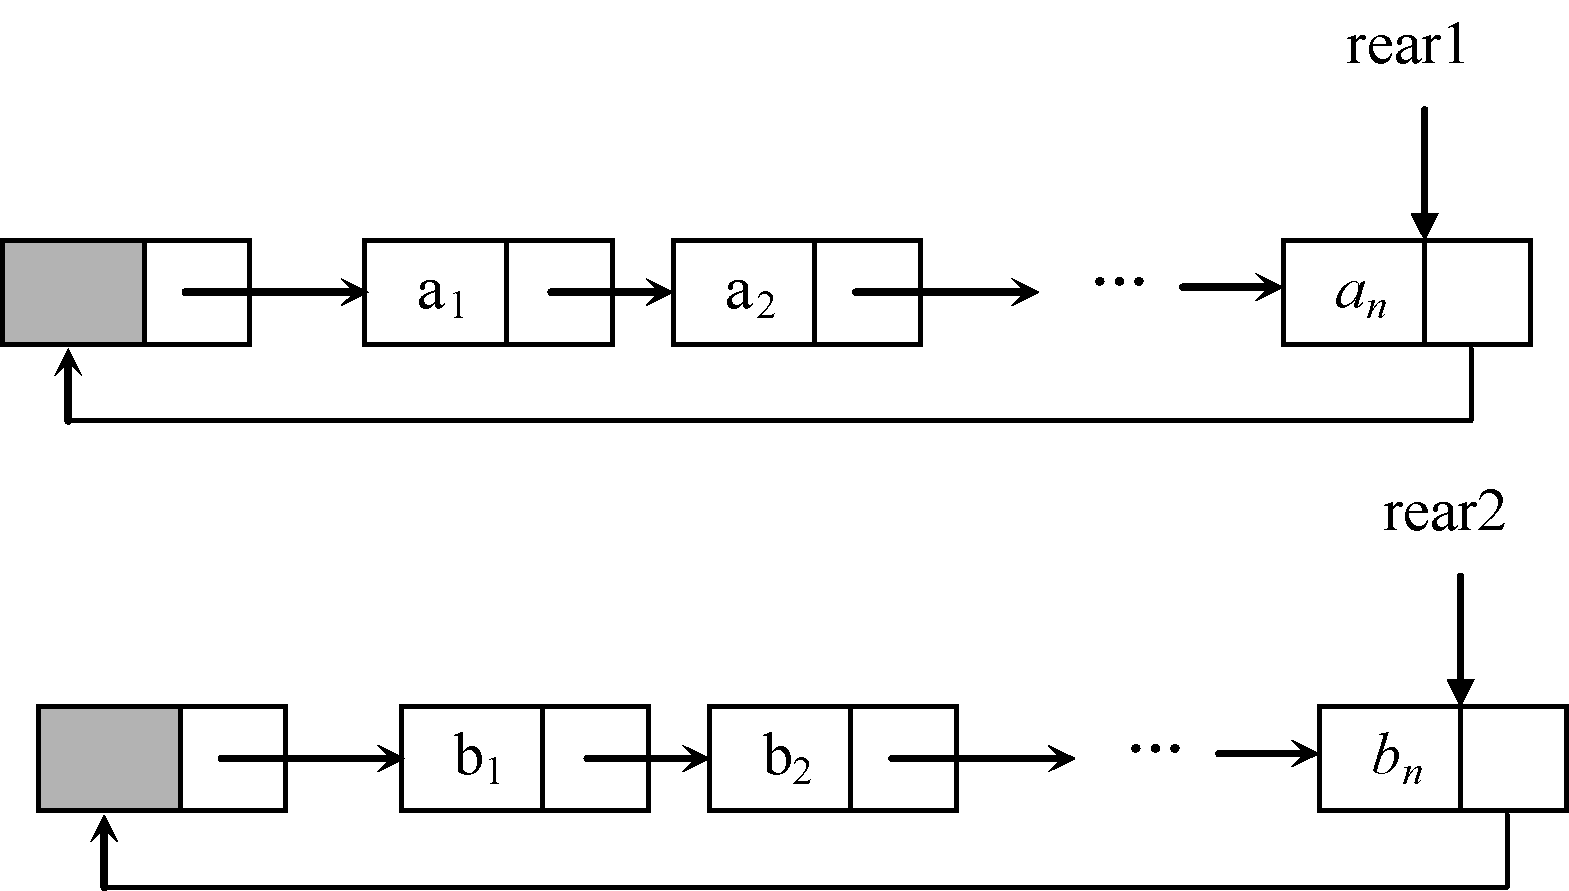 rear1
a₁ a₂ ... aₙ
rear2
b₁ b₂ ... bₙ